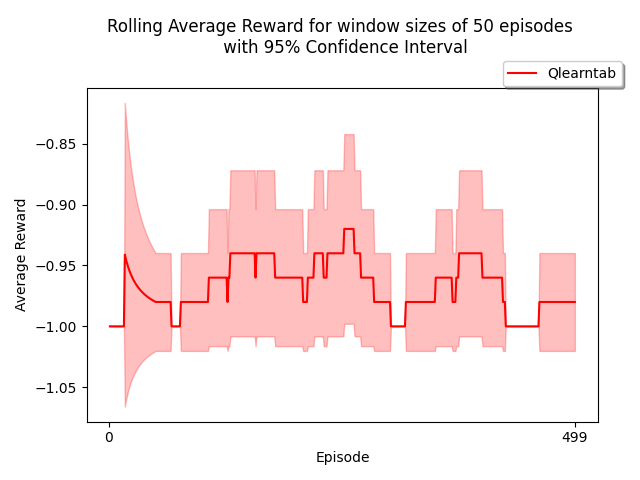 Rolling Average Reward for window sizes of 50 episodes
with 95% Confidence Interval
Qlearntab
Average Reward
−0.85
−0.90
−0.95
−1.00
−1.05
0
499
Episode